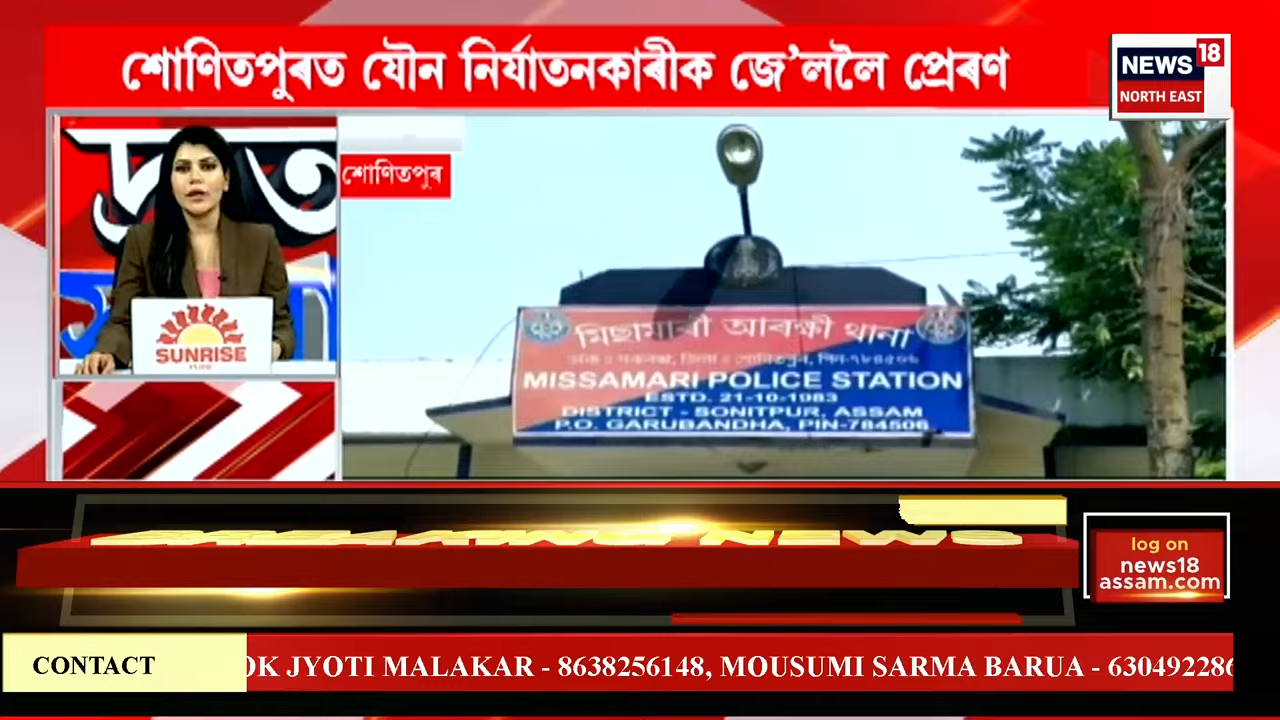 শোণিতপুৰত যৌন নিৰ্যাতনকাৰীক জে'ললৈ প্ৰেৰণ
NEWS 18
NORTH EAST
শোণিতপুৰ
SUNRISE
মিছামাৰী আৰক্ষী থানা
MISSAMARI POLICE STATION
ESTD. 21-10-1983
DISTRICT - SONITPUR, ASSAM
P.O. GARUBANDHA, PIN-784506
NEWS
log on
news18
assam.com
CONTACT
OK JYOTI MALAKAR - 8638256148, MOUSUMI SARMA BARUA - 630492286